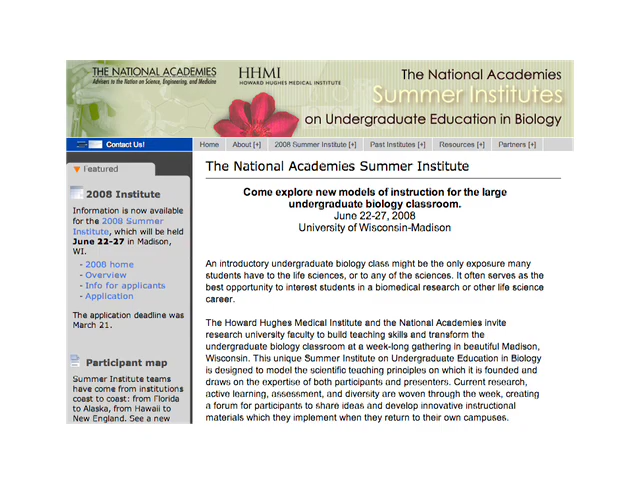 THE NATIONAL ACADEMIES
Advisers to the Nation on Science, Engineering, and Medicine
HHMI
HOWARD HUGHES MEDICAL INSTITUTE
The National Academies
Summer Institutes
on Undergraduate Education in Biology
Contact Us!
Home About [+] 2008 Summer Institute [+] Past Institutes [+] Resources [+] Partners [+]
Featured
2008 Institute
Information is now available
for the 2008 Summer
Institute, which will be held
June 22-27 in Madison,
WI.
- 2008 home
- Overview
- Info for applicants
- Application
The application deadline was
March 21.
Participant map
Summer Institute teams
have come from institutions
coast to coast: from Florida
to Alaska, from Hawaii to
New England. See a new
The National Academies Summer Institute
Come explore new models of instruction for the large
undergraduate biology classroom.
June 22-27, 2008
University of Wisconsin-Madison
An introductory undergraduate biology class might be the only exposure many
students have to the life sciences, or to any of the sciences. It often serves as the
best opportunity to interest students in a biomedical research or other life science
career.
The Howard Hughes Medical Institute and the National Academies invite
research university faculty to build teaching skills and transform the
undergraduate biology classroom at a week-long gathering in beautiful Madison,
Wisconsin. This unique Summer Institute on Undergraduate Education in Biology
is designed to model the scientific teaching principles on which it is founded and
draws on the expertise of both participants and presenters. Current research,
active learning, assessment, and diversity are woven through the week, creating
a forum for participants to share ideas and develop innovative instructional
materials which they implement when they return to their own campuses.